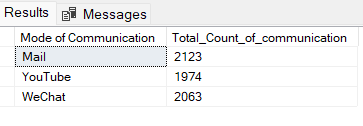 Results Messages
Mode of Communication Total_Count_of_communication
Mail 2123
YouTube 1974
WeChat 2063